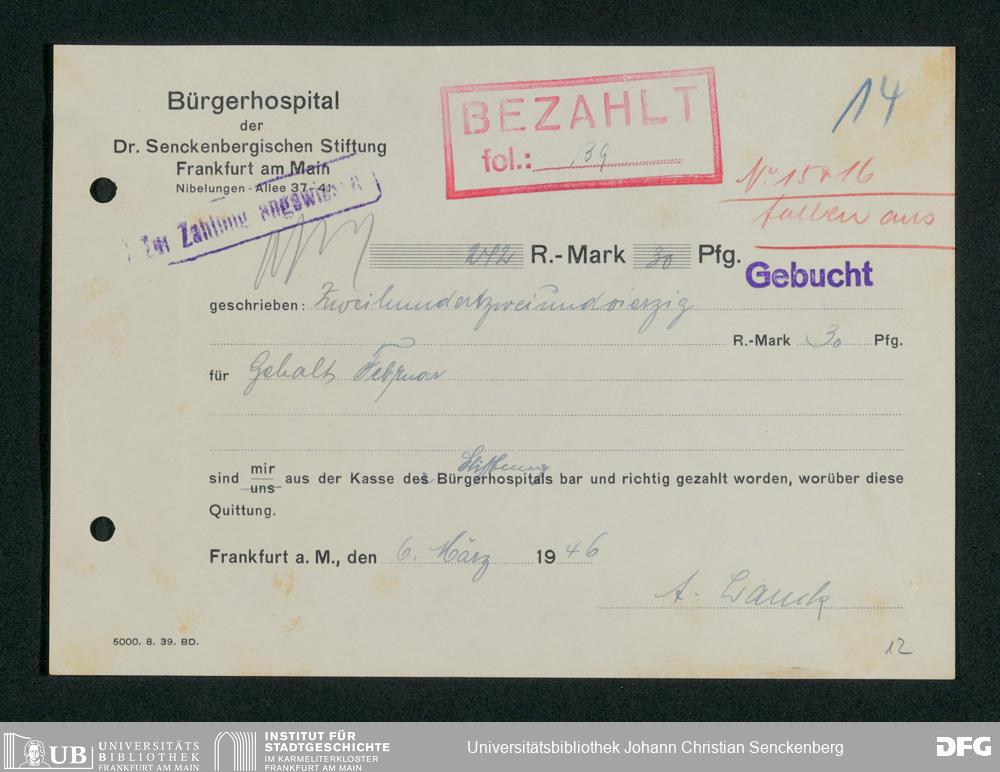 Bürgerhospital
der
Dr. Senckenbergischen Stiftung
Frankfurt am Main
Nibelungen-Allee 37-41
Zur Zahlung angewiesen
BEZAHLT
fol.: 139
14
No 15 + 16
fallen aus
242 R.-Mark 30 Pfg.
Gebucht
geschrieben: Zweihundertzweiundvierzig
R.-Mark 30 Pfg.
für Gehalt Februar
Stiftung
sind mir aus der Kasse des Bürgerhospitals bar und richtig gezahlt worden, worüber diese
uns
Quittung.
Frankfurt a. M., den 6. März 1946
A. Lauck
5000. 8. 39. BD.
12
UB UNIVERSITÄTS
BIBLIOTHEK
FRANKFURT AM MAIN
INSTITUT FÜR
STADTGESCHICHTE
IM KARMELITERKLOSTER
FRANKFURT AM MAIN
Universitätsbibliothek Johann Christian Senckenberg
DFG